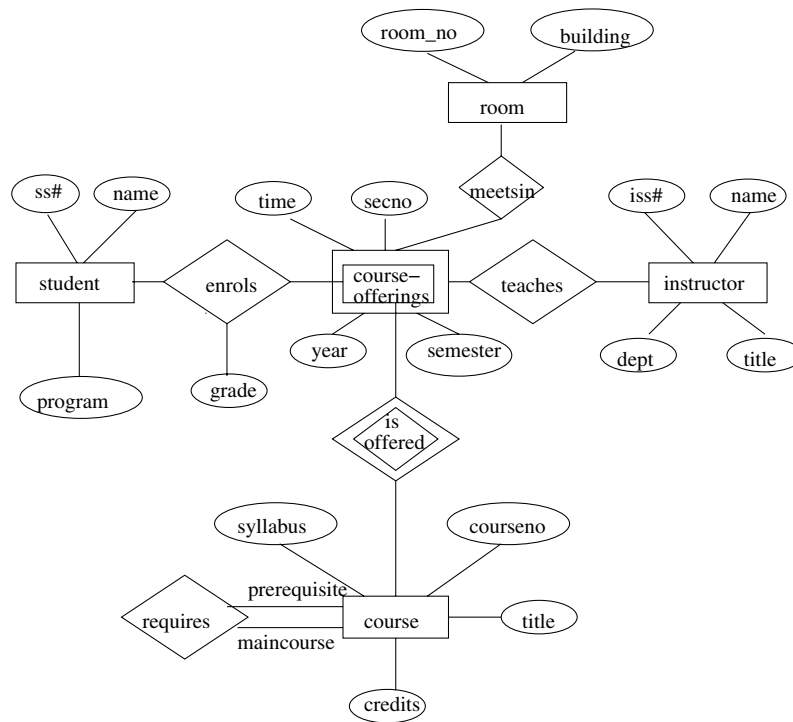 room_no
building
room
meetsin
ss#
name
time
secno
iss#
name
student
enrols
course-
offerings
teaches
instructor
year
semester
dept
title
program
grade
is
offered
syllabus
courseno
prerequisite
requires
maincourse
course
title
credits